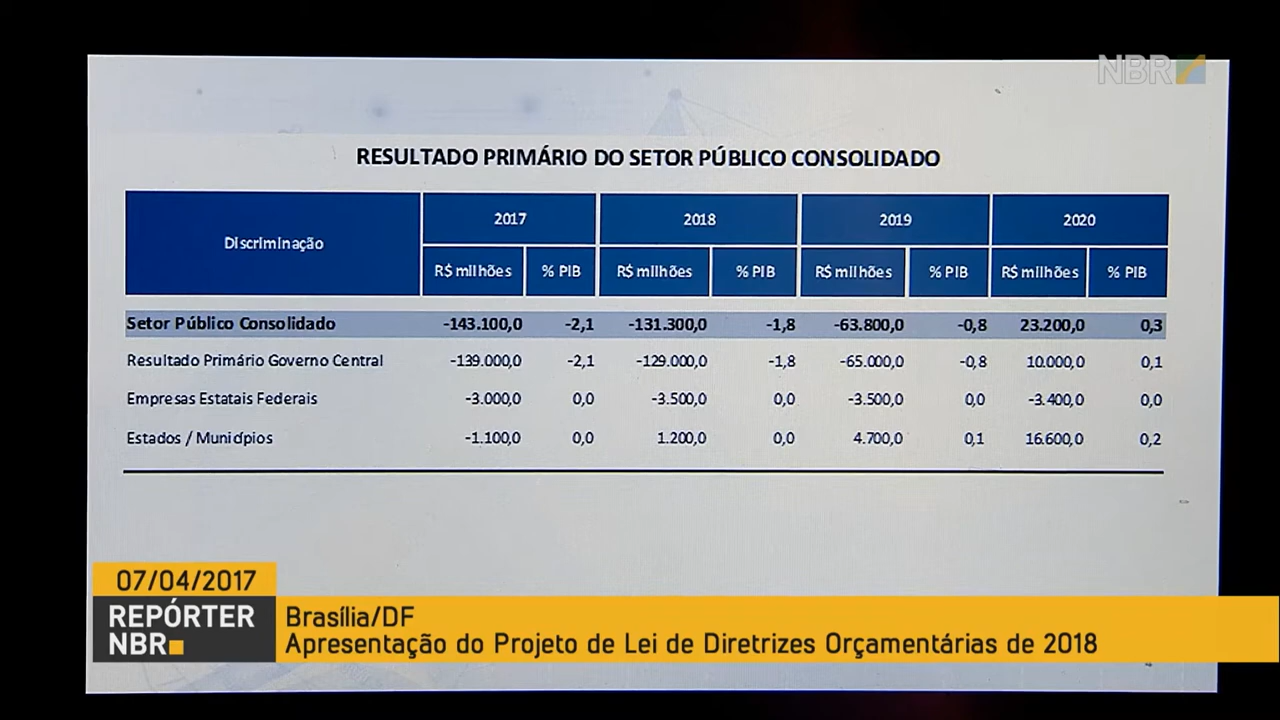 NBR
RESULTADO PRIMÁRIO DO SETOR PÚBLICO CONSOLIDADO
Discriminação 2017 2018 2019 2020
R$ milhões % PIB R$ milhões % PIB R$ milhões % PIB R$ milhões % PIB
Setor Público Consolidado -143.100,0 -2,1 -131.300,0 -1,8 -63.800,0 -0,8 23.200,0 0,3
Resultado Primário Governo Central -139.000,0 -2,1 -129.000,0 -1,8 -65.000,0 -0,8 10.000,0 0,1
Empresas Estatais Federais -3.000,0 0,0 -3.500,0 0,0 -3.500,0 0,0 -3.400,0 0,0
Estados / Municípios -1.100,0 0,0 1.200,0 0,0 4.700,0 0,1 16.600,0 0,2
07/04/2017
REPÓRTER
NBR
Brasília/DF
Apresentação do Projeto de Lei de Diretrizes Orçamentárias de 2018